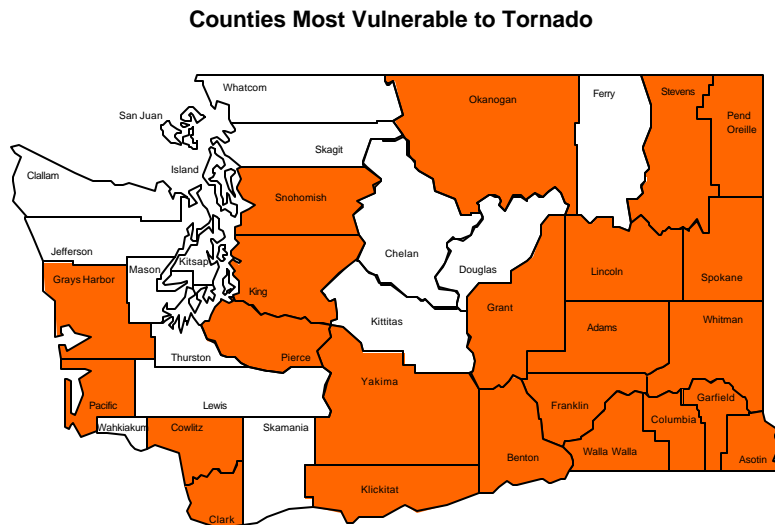 Counties Most Vulnerable to Tornado
Whatcom
Okanogan
Ferry
Stevens
Pend
Oreille
San Juan
Skagit
Island
Clallam
Snohomish
Jefferson
Chelan
Mason
Kitsap
Douglas
Lincoln
Spokane
Grays Harbor
King
Grant
Kittitas
Adams
Whitman
Thurston
Pierce
Yakima
Pacific
Lewis
Franklin
Garfield
Columbia
Wahkiakum
Cowlitz
Skamania
Benton
Walla Walla
Asotin
Klickitat
Clark